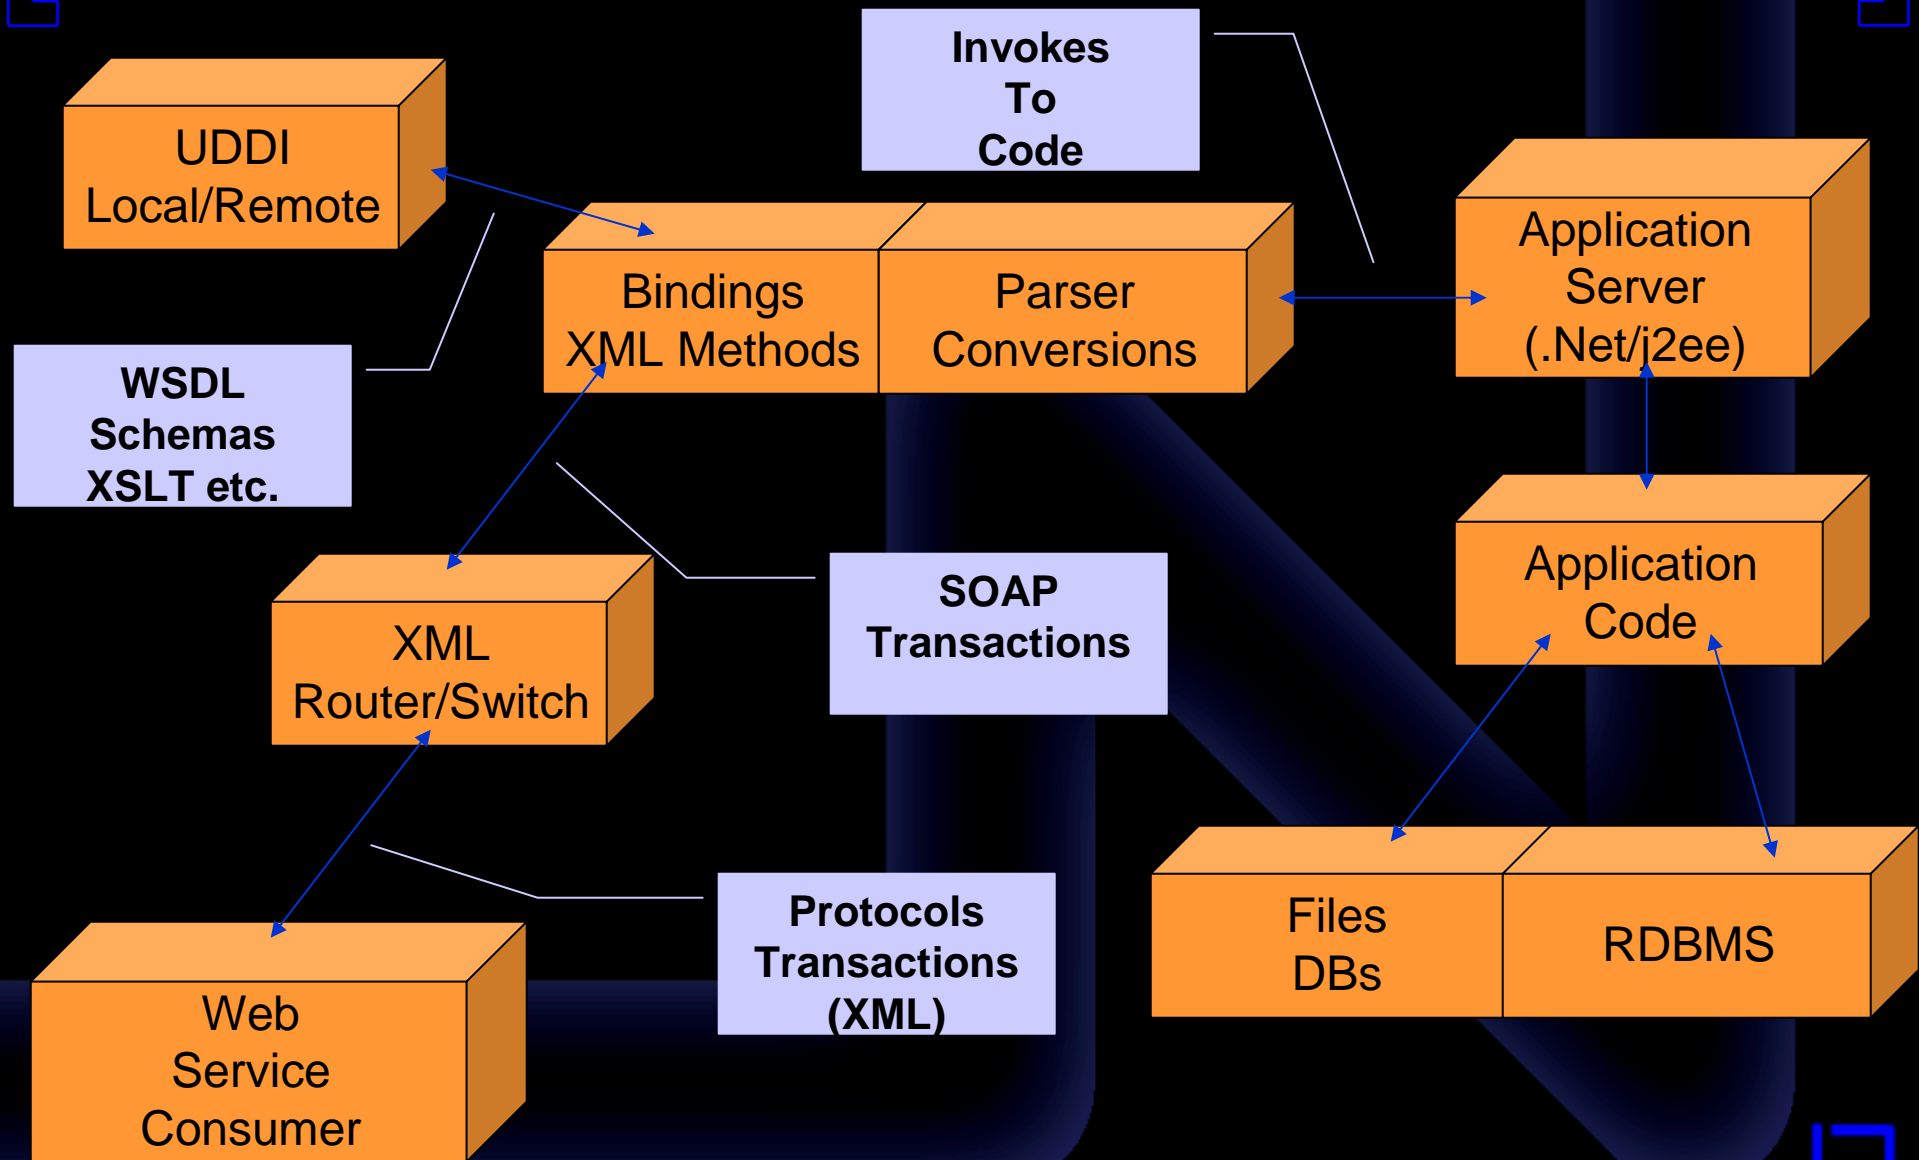 UDDI
Local/Remote
Invokes
To
Code
Application
Server
(.Net/j2ee)
Bindings
XML Methods
Parser
Conversions
WSDL
Schemas
XSLT etc.
SOAP
Transactions
Application
Code
XML
Router/Switch
Protocols
Transactions
(XML)
Files
DBs
RDBMS
Web
Service
Consumer